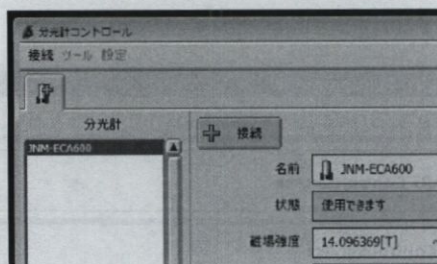 分光計コントロール
接続 ツール 設定
分光計
JNM-ECA600
接続
名前 JNM-ECA600
状態 使用できます
磁場強度 14.096369[T]